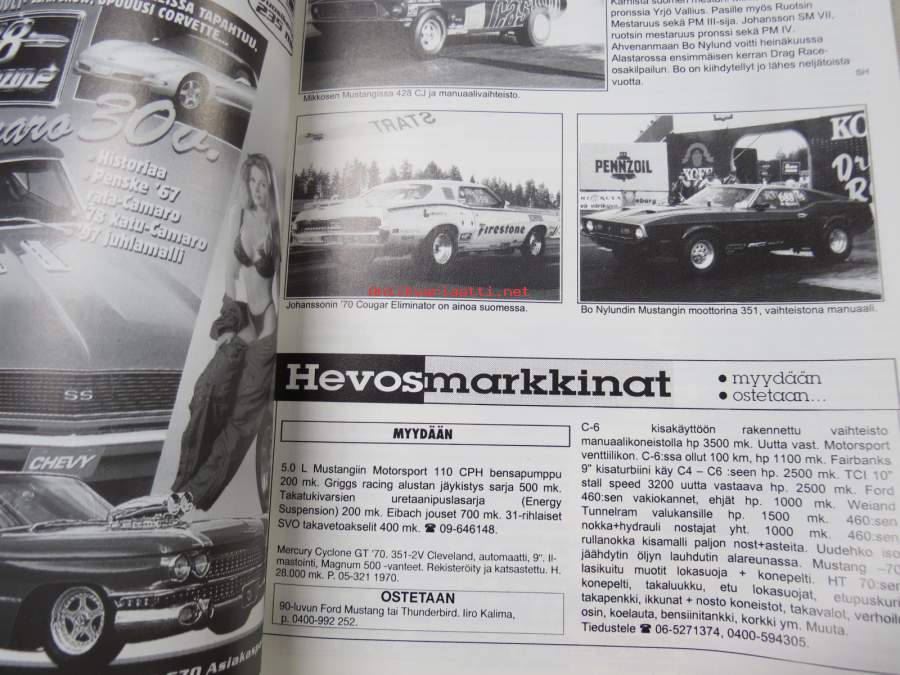 EISSA TAPAHTUU,
UPUUUSI CORVETTE...
8
zine
aro 30v.
• Historiaa
• Penske '67
rata-Camaro
'78 katu-Camaro
'97 juhlamalli
SS
CHEVY
Asiakasp
Mikkosen Mustangissa 428 CJ ja manuaalivaihteisto.
pronssia Yrjö Vallius. Pasille myös Ruotsin
Mestaruus sekä PM III-sija. Johansson SM VII,
ruotsin mestaruus pronssi sekä PM IV.
Ahvenanmaan Bo Nylund voitti heinäkuussa
Alastarossa ensimmäisen kerran Drag Race-
osakilpailun. Bo on kiihdytellyt jo lähes neljätoista
vuotta.
SH
START
Firestone
antiikvariaatti.net
Johanssonin '70 Cougar Eliminator on ainoa suomessa.
PENNZOIL
KONI
Bo Nylundin Mustangin moottorina 351, vaihteistona manuaali.
Hevosmarkkinat
• myydään
• ostetaan...
MYYDÄÄN
5.0 L Mustangiin Motorsport 110 CPH bensapumppu
200 mk. Griggs racing alustan jäykistys sarja 500 mk.
Takatukivarsien uretaanipuslasarja (Energy
Suspension) 200 mk. Eibach jouset 700 mk. 31-rihlaiset
SVO takavetoakselit 400 mk. ☎ 09-646148.
Mercury Cyclone GT '70. 351-2V Cleveland, automaatti, 9". Il-
mastointi, Magnum 500 -vanteet. Rekisteröity ja katsastettu. H.
28.000 mk. P. 05-321 1970.
OSTETAAN
90-luvun Ford Mustang tai Thunderbird. Iiro Kalima,
p. 0400-992 252.
C-6 kisakäyttöön rakennettu vaihteisto
manuaalikoneistolla hp 3500 mk. Uutta vast. Motorsport
venttiilikon. C-6:ssa ollut 100 km, hp 1100 mk. Fairbanks
9" kisaturbiini käy C4 – C6 :seen hp. 2500 mk. TCI 10"
stall speed 3200 uutta vastaava hp. 2500 mk. Ford
460:sen vakiokannet, ehjät hp. 1000 mk. Weiand
Tunnelram valukansille hp. 1500 mk. 460:sen
nokka+hydrauli nostajat yht. 1000 mk. 460:sen
rullanokka kisamalli paljon nost+asteita. Uudehko iso
jäähdytin öljyn lauhdutin alareunassa. Mustang –70
lasikuitu muotit lokasuoja + konepelti. HT 70:sen
konepelti, takaluukku, etu lokasuojat, etupuskuri
takapenkki, ikkunat + nosto koneistot, takavalot, verhoilu
osin, koelauta, bensiinitankki, korkki ym. Muuta.
Tiedustele ☎ 06-5271374, 0400-594305.